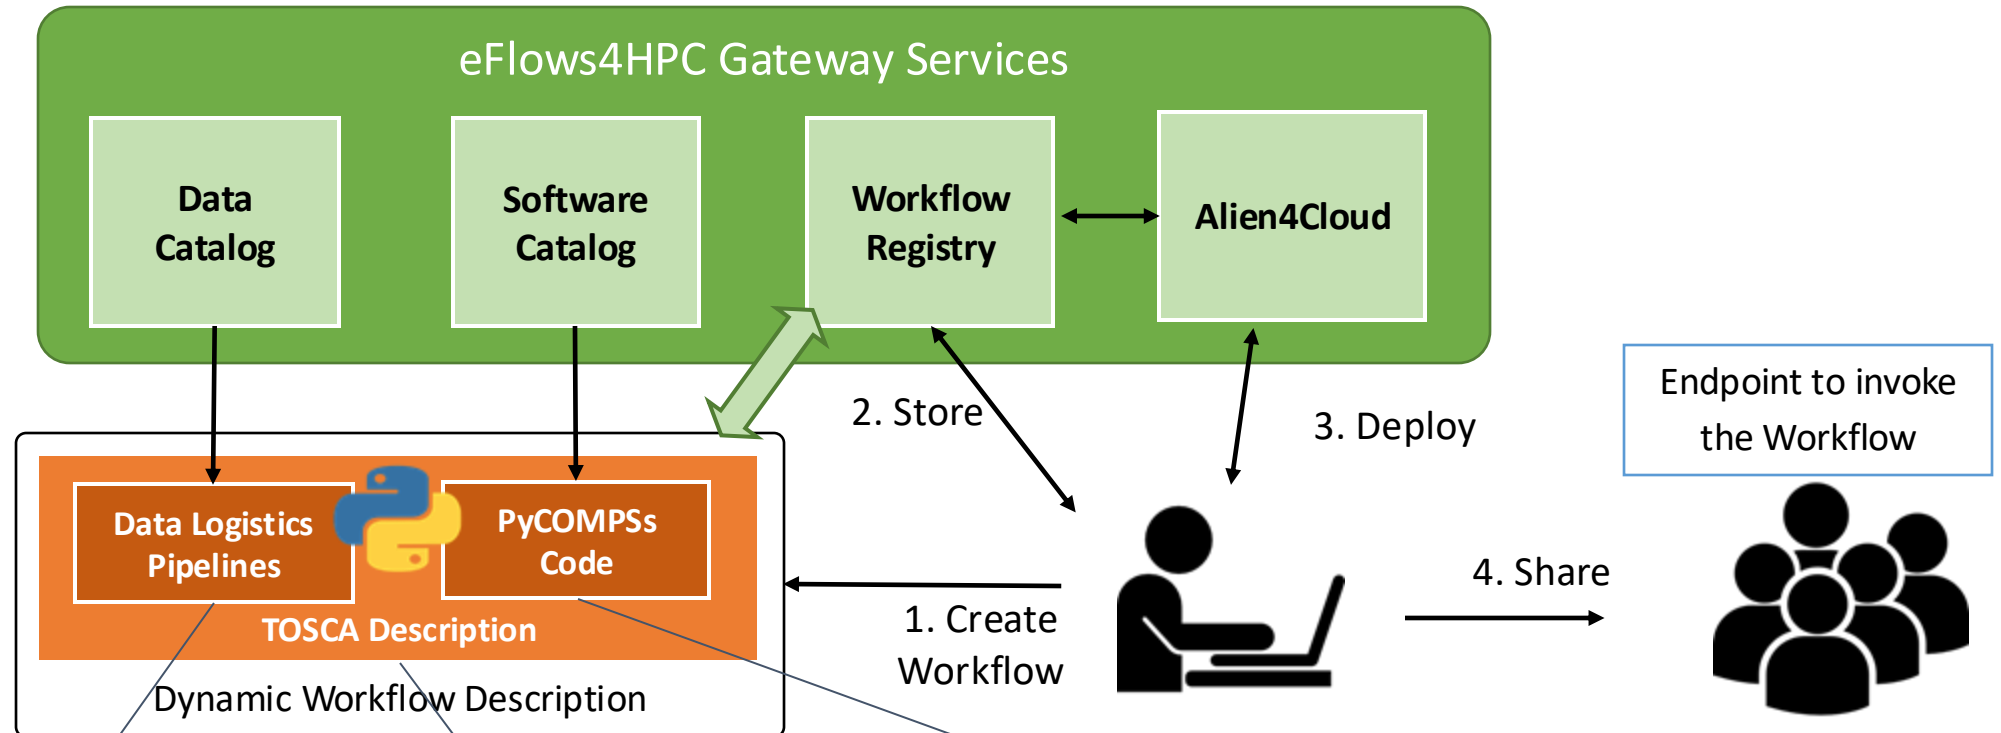 eFlows4HPC Gateway Services
Data
Catalog
Software
Catalog
Workflow
Registry
Alien4Cloud
2. Store
3. Deploy
Endpoint to invoke
the Workflow
Data Logistics
Pipelines
PyCOMPSs
Code
TOSCA Description
Dynamic Workflow Description
1. Create
Workflow
4. Share